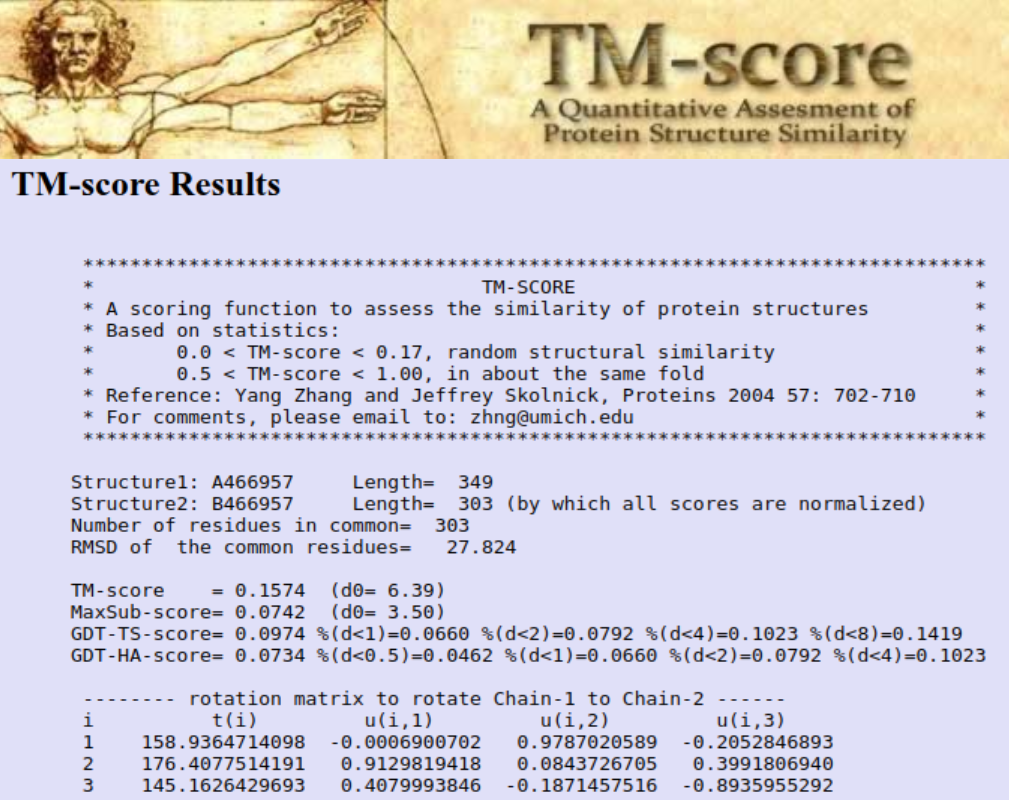 TM-score
A Quantitative Assesment of
Protein Structure Similarity
TM-score Results
*****************************************************************************
* TM-SCORE *
* A scoring function to assess the similarity of protein structures *
* Based on statistics: *
* 0.0 < TM-score < 0.17, random structural similarity *
* 0.5 < TM-score < 1.00, in about the same fold *
* Reference: Yang Zhang and Jeffrey Skolnick, Proteins 2004 57: 702-710 *
* For comments, please email to: zhng@umich.edu *
*****************************************************************************
Structure1: A466957 Length= 349
Structure2: B466957 Length= 303 (by which all scores are normalized)
Number of residues in common= 303
RMSD of the common residues= 27.824
TM-score = 0.1574 (d0= 6.39)
MaxSub-score= 0.0742 (d0= 3.50)
GDT-TS-score= 0.0974 %(d<1)=0.0660 %(d<2)=0.0792 %(d<4)=0.1023 %(d<8)=0.1419
GDT-HA-score= 0.0734 %(d<0.5)=0.0462 %(d<1)=0.0660 %(d<2)=0.0792 %(d<4)=0.1023
-------- rotation matrix to rotate Chain-1 to Chain-2 ------
i t(i) u(i,1) u(i,2) u(i,3)
1 158.9364714098 -0.0006900702 0.9787020589 -0.2052846893
2 176.4077514191 0.9129819418 0.0843726705 0.3991806940
3 145.1626429693 0.4079993846 -0.1871457516 -0.8935955292